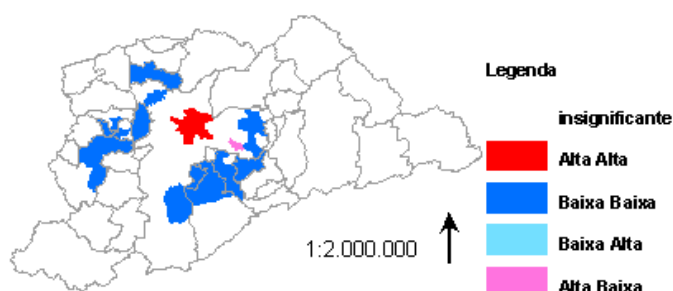 Legenda
insignificante
Alta Alta
Baixa Baixa
Baixa Alta
Alta Baixa
1:2.000.000